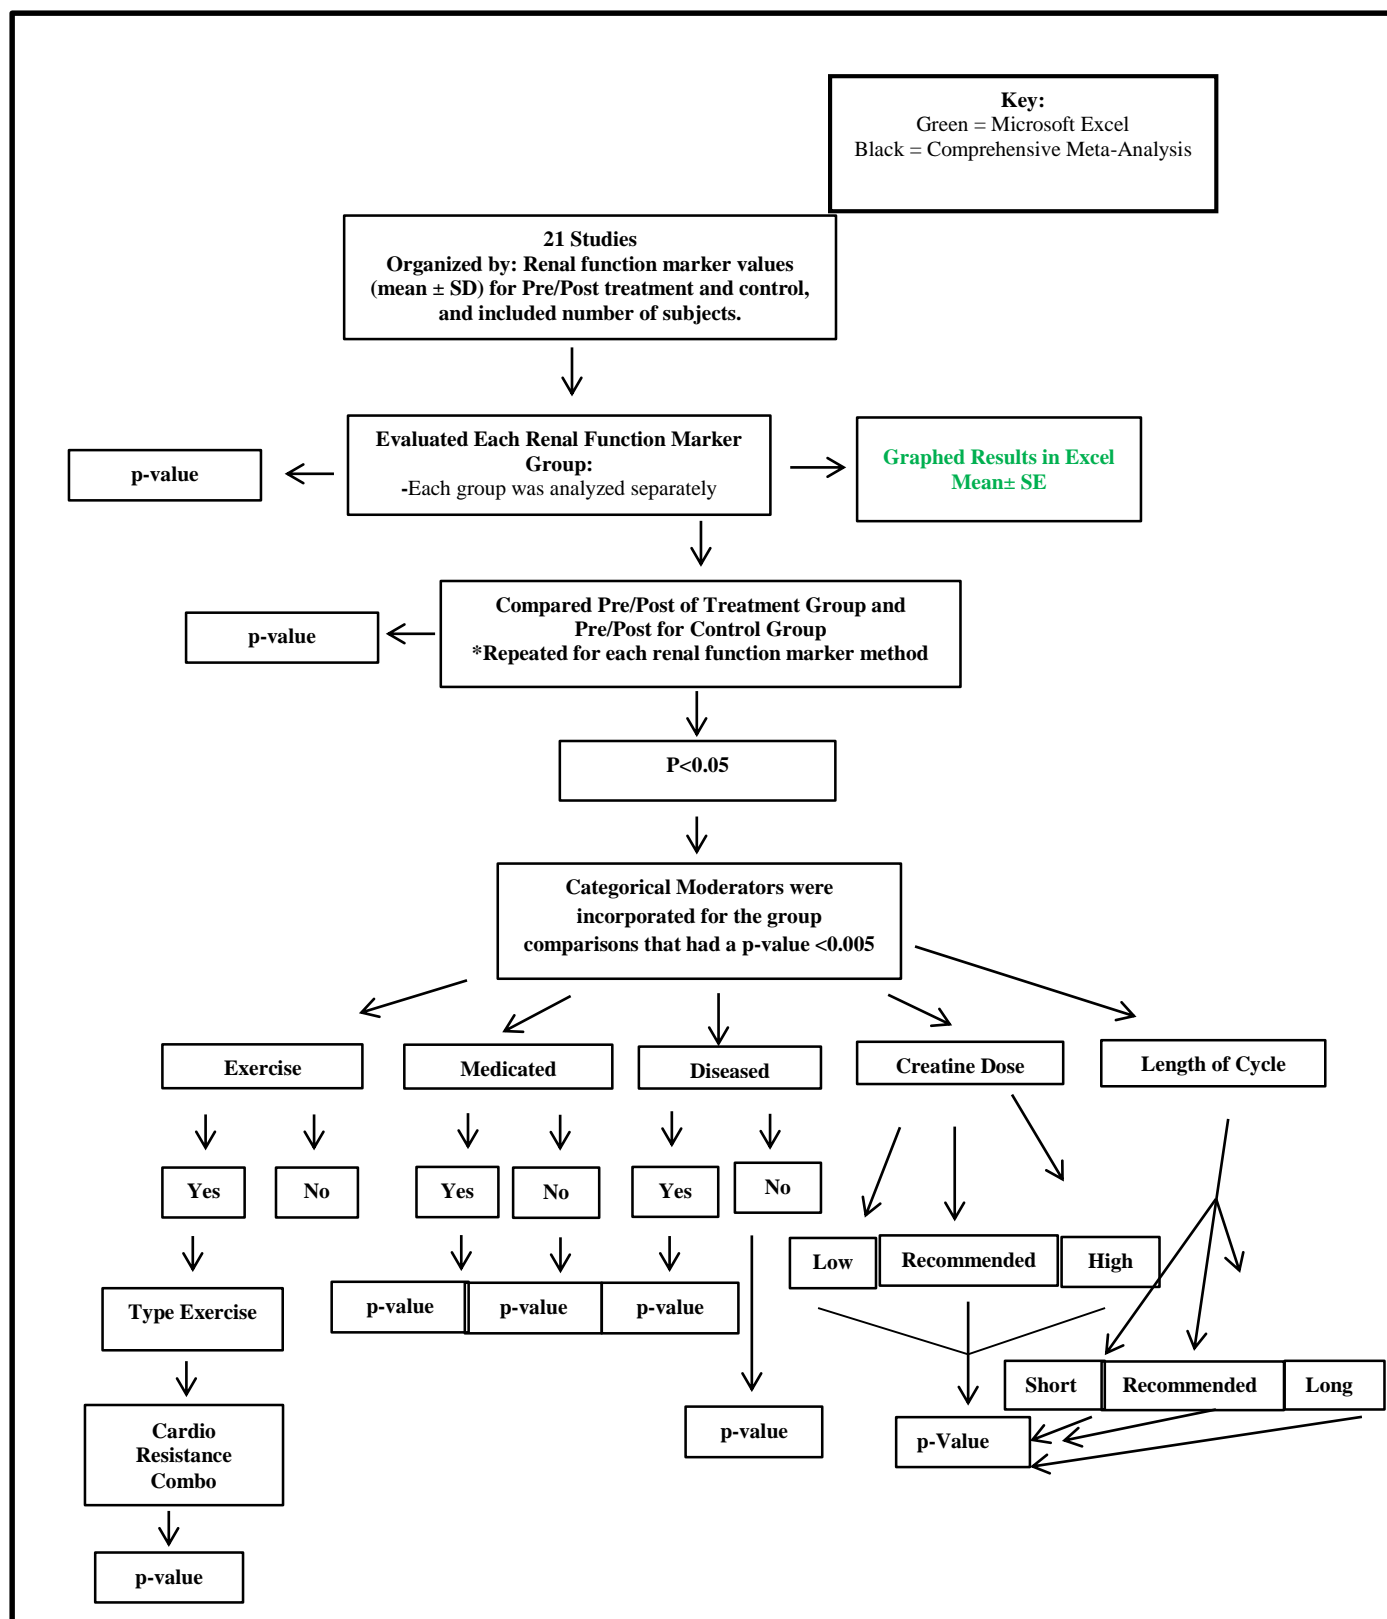 Key:
Green = Microsoft Excel
Black = Comprehensive Meta-Analysis
21 Studies
Organized by: Renal function marker values
(mean ± SD) for Pre/Post treatment and control,
and included number of subjects.
Evaluated Each Renal Function Marker
Group:
-Each group was analyzed separately
p-value
Graphed Results in Excel
Mean± SE
Compared Pre/Post of Treatment Group and
Pre/Post for Control Group
*Repeated for each renal function marker method
p-value
P<0.05
Categorical Moderators were
incorporated for the group
comparisons that had a p-value <0.005
Exercise
Medicated
Diseased
Creatine Dose
Length of Cycle
Yes
No
Yes
No
Yes
No
Low
Recommended
High
Type Exercise
p-value
p-value
p-value
Short
Recommended
Long
Cardio
Resistance
Combo
p-value
p-Value
p-value